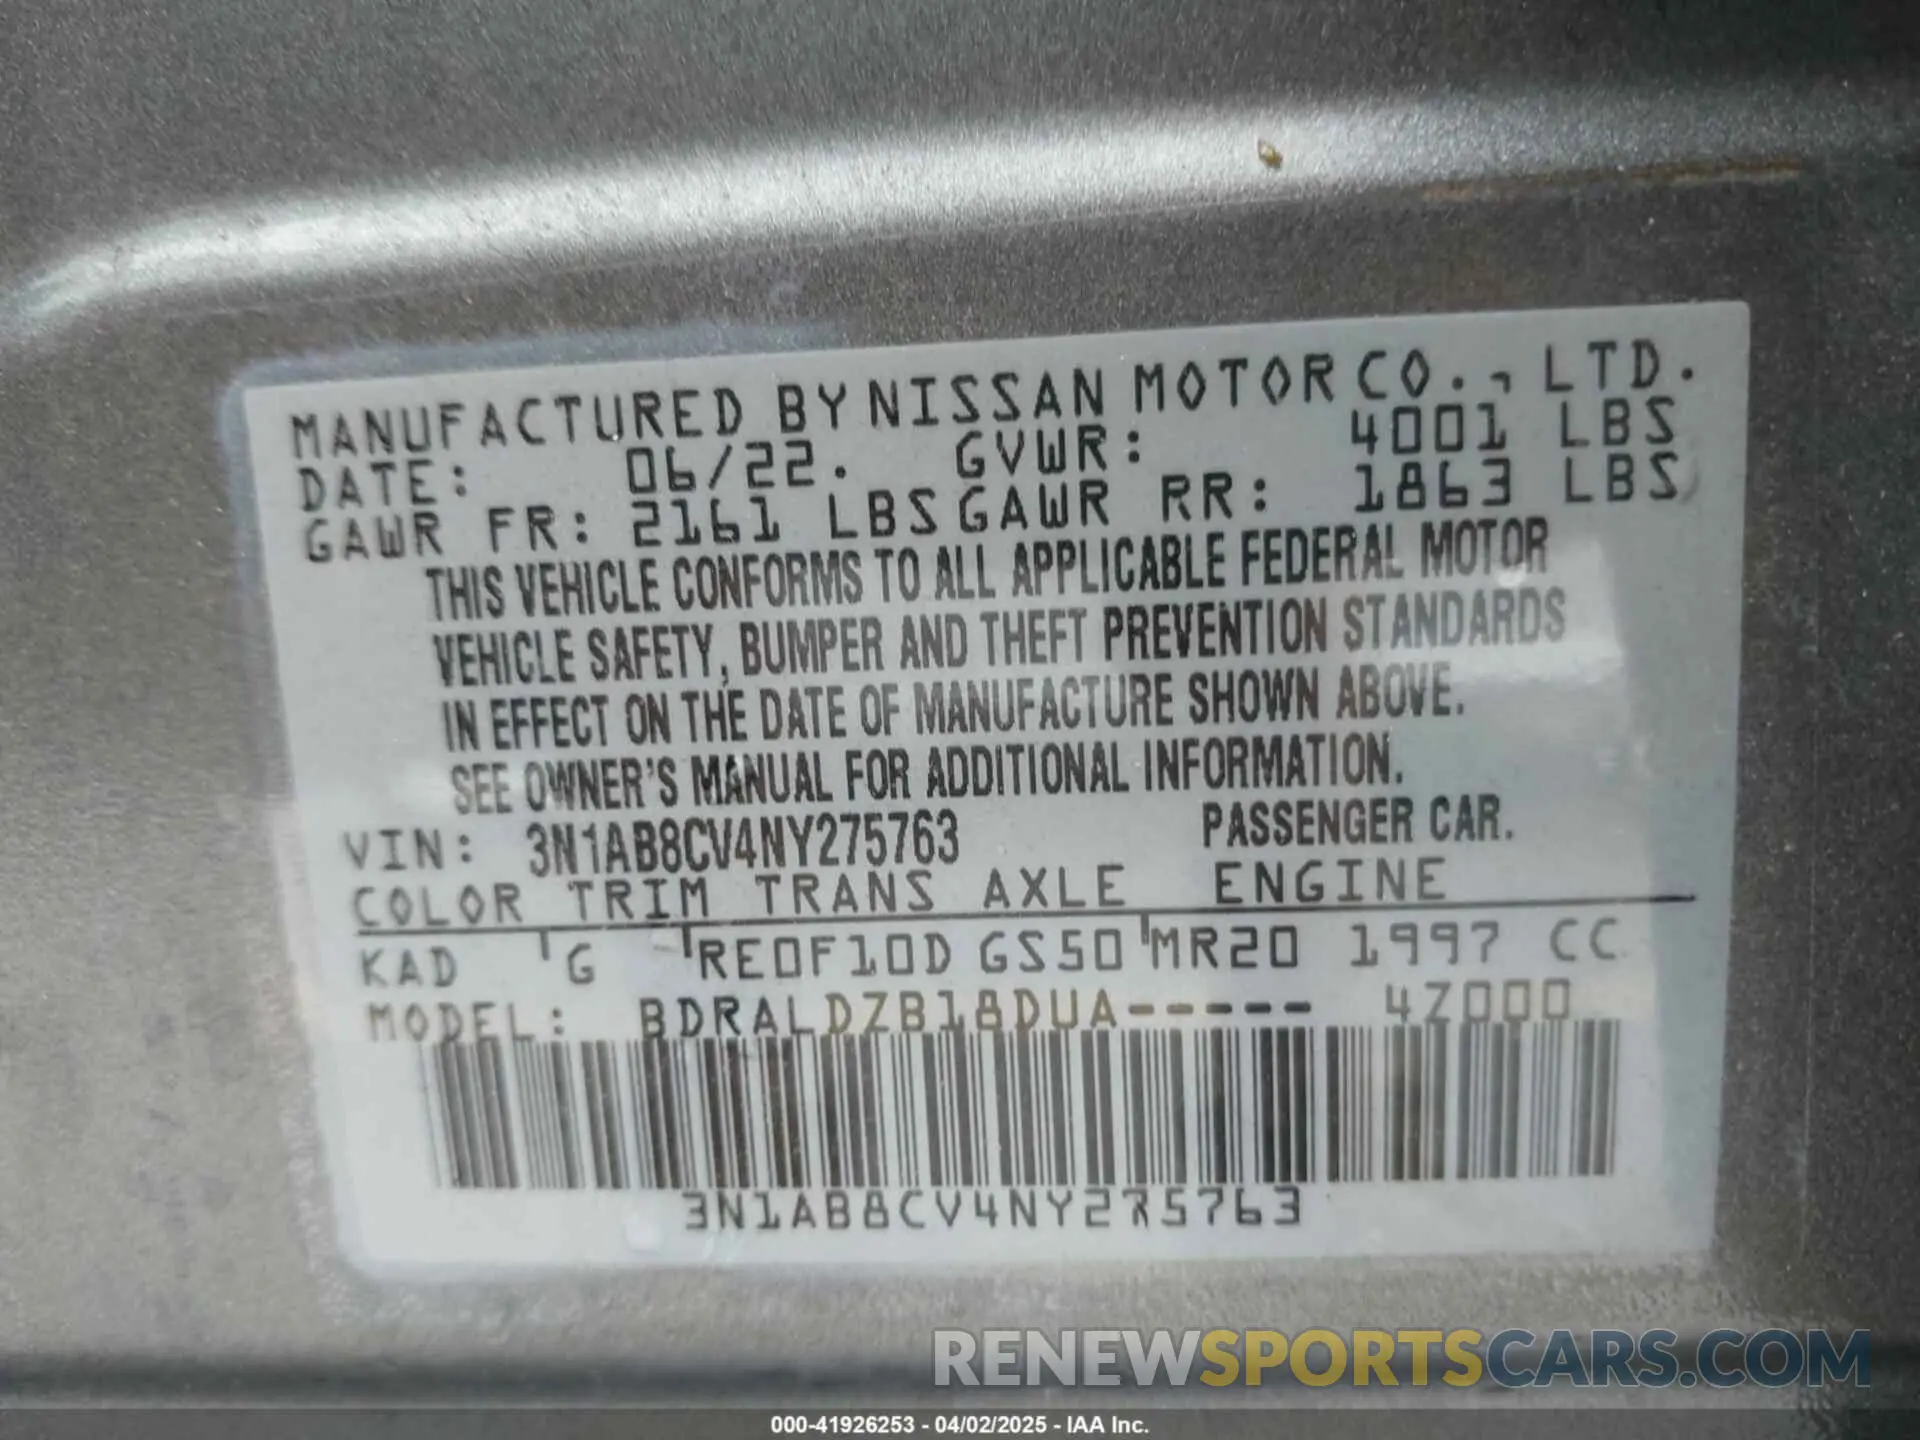 MANUFACTURED BY NISSAN MOTOR CO., LTD.
DATE: 06/22. GVWR: 4001 LBS
GAWR FR: 2161 LBS GAWR RR: 1863 LBS
THIS VEHICLE CONFORMS TO ALL APPLICABLE FEDERAL MOTOR
VEHICLE SAFETY, BUMPER AND THEFT PREVENTION STANDARDS
IN EFFECT ON THE DATE OF MANUFACTURE SHOWN ABOVE.
SEE OWNER'S MANUAL FOR ADDITIONAL INFORMATION.
VIN: 3N1AB8CV4NY275763 PASSENGER CAR.
COLOR TRIM TRANS AXLE ENGINE
KAD G RE0F10D GS50 MR20 1997 CC
MODEL: BDRALDZB18DUA----- 4Z000
3N1AB8CV4NY275763
RENEWSPORTSCARS.COM
000-41926253 - 04/02/2025 - IAA Inc.